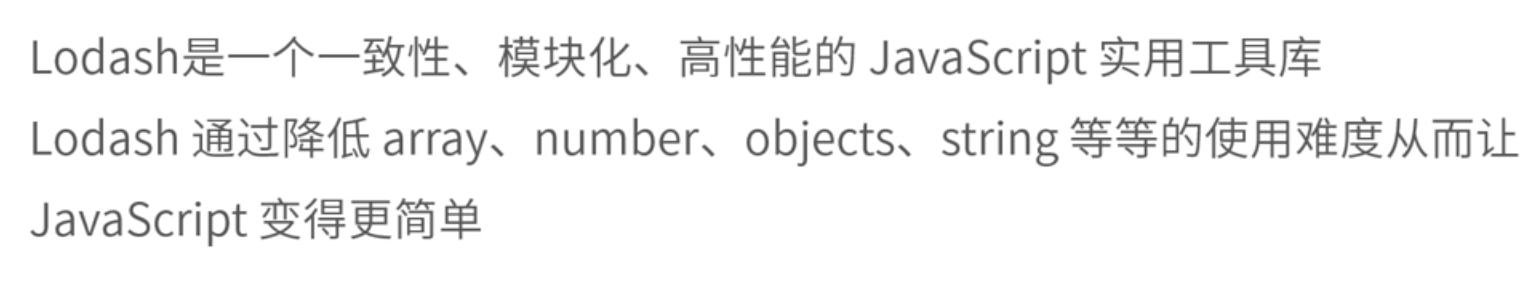 Lodash是一个一致性、模块化、高性能的 JavaScript 实用工具库
Lodash 通过降低 array、number、objects、string 等等的使用难度从而让
JavaScript 变得更简单